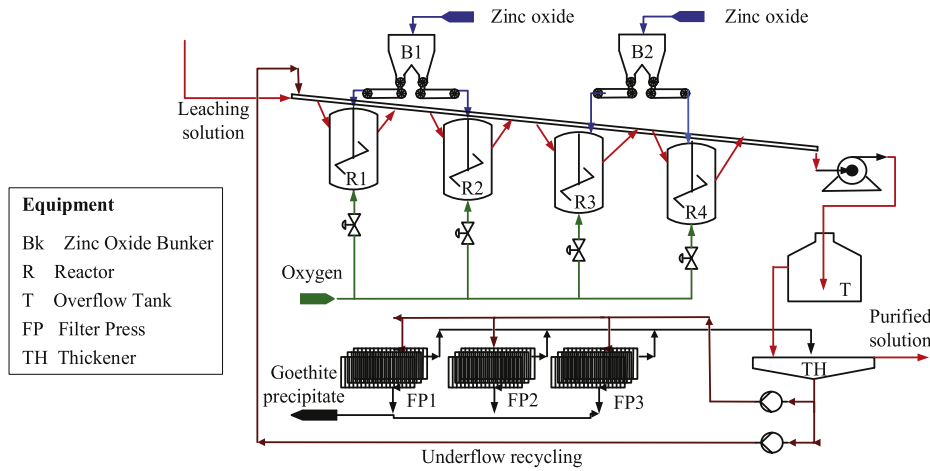 Zinc oxide
Zinc oxide
B1
B2
Leaching
solution
R1
R2
R3
R4
Equipment
Bk Zinc Oxide Bunker
R Reactor
T Overflow Tank
FP Filter Press
TH Thickener
Oxygen
T
Purified
solution
TH
Goethite
precipitate
FP1
FP2
FP3
Underflow recycling